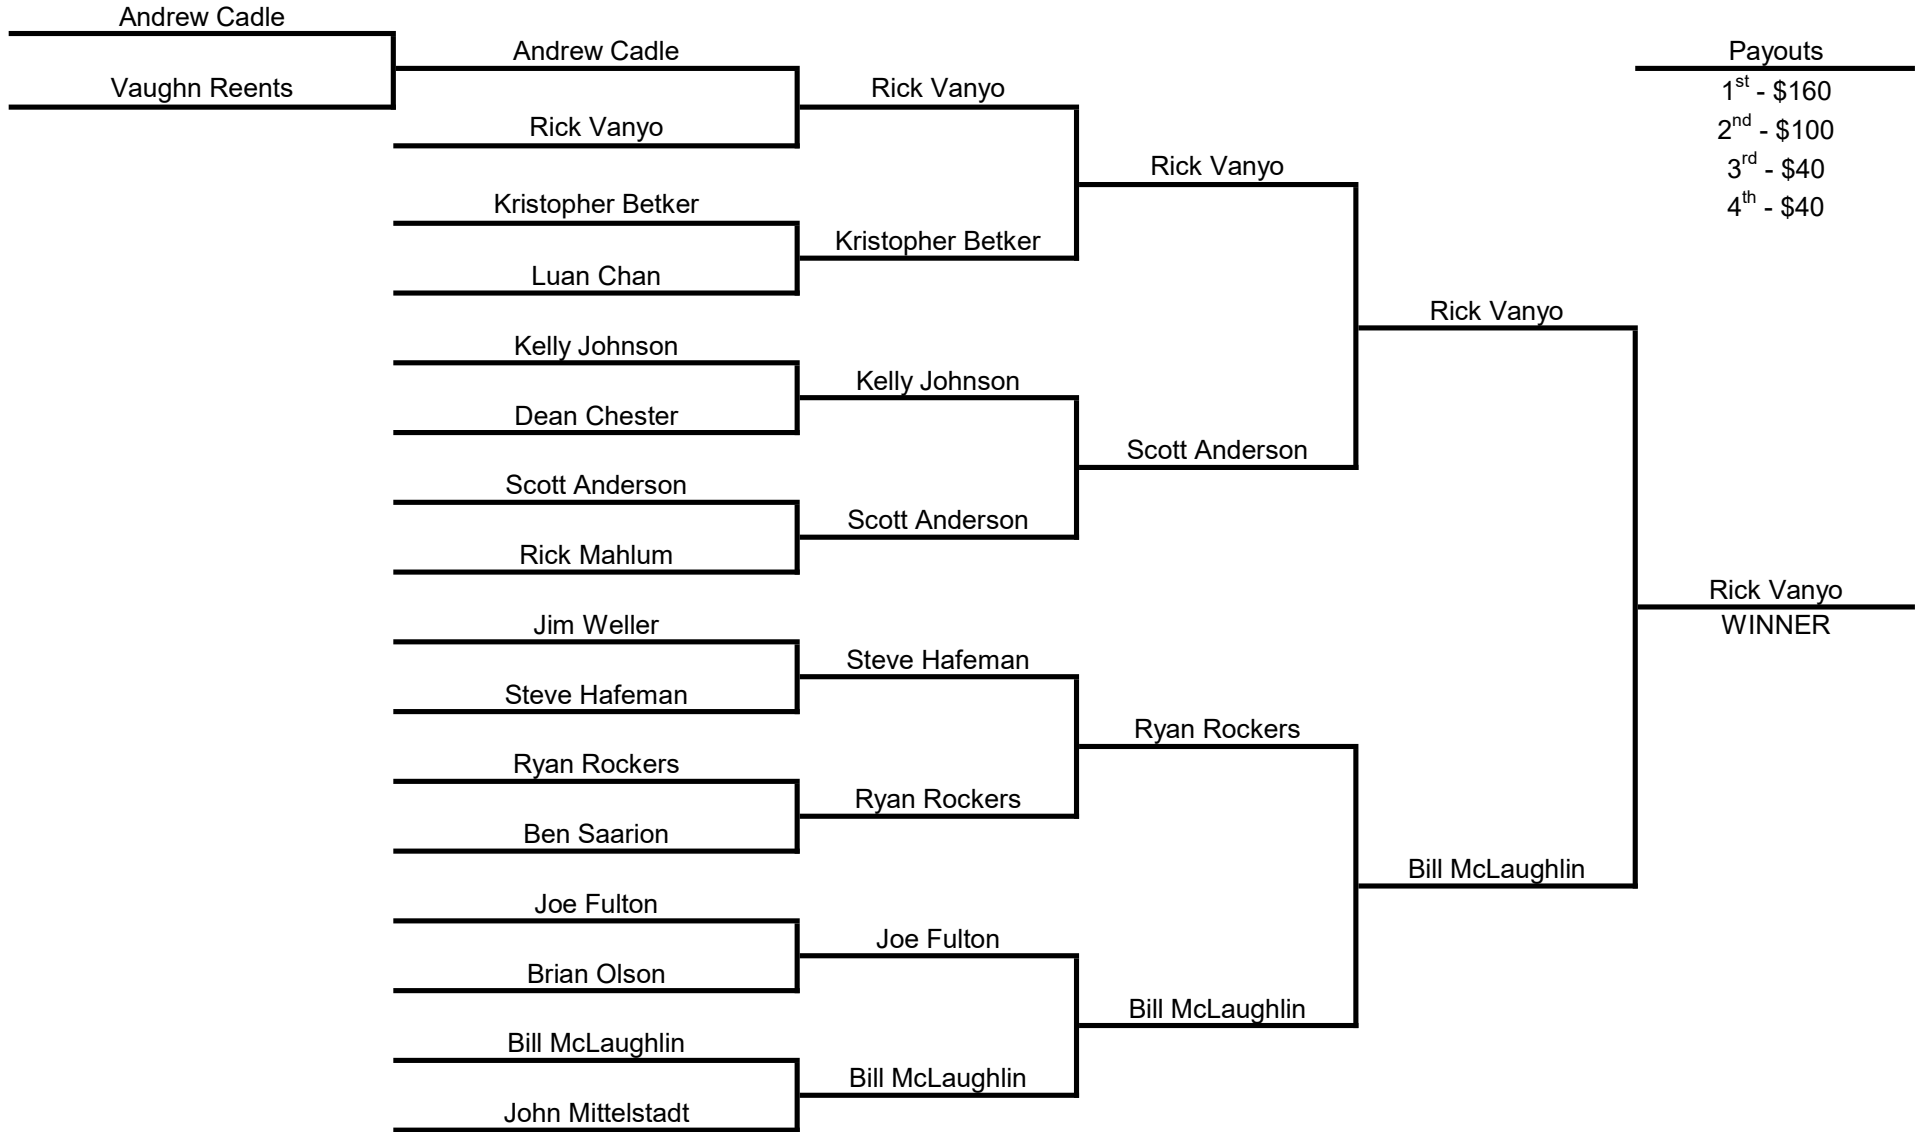 Andrew Cadle
Vaughn Reents
Andrew Cadle
Rick Vanyo
Kristopher Betker
Luan Chan
Kelly Johnson
Dean Chester
Scott Anderson
Rick Mahlum
Jim Weller
Steve Hafeman
Ryan Rockers
Ben Saarion
Joe Fulton
Brian Olson
Bill McLaughlin
John Mittelstadt
Rick Vanyo
Kristopher Betker
Kelly Johnson
Scott Anderson
Steve Hafeman
Ryan Rockers
Joe Fulton
Bill McLaughlin
Rick Vanyo
Scott Anderson
Ryan Rockers
Bill McLaughlin
Rick Vanyo
Bill McLaughlin
Rick Vanyo
WINNER
Payouts
1st - $160
2nd - $100
3rd - $40
4th - $40